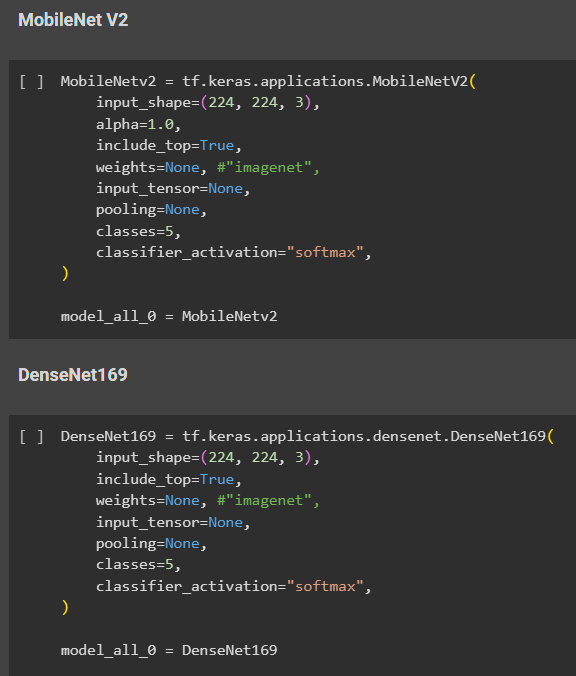 MobileNet V2
[ ] MobileNetv2 = tf.keras.applications.MobileNetV2(
input_shape=(224, 224, 3),
alpha=1.0,
include_top=True,
weights=None, #"imagenet",
input_tensor=None,
pooling=None,
classes=5,
classifier_activation="softmax",
)
model_all_0 = MobileNetv2
DenseNet169
[ ] DenseNet169 = tf.keras.applications.densenet.DenseNet169(
input_shape=(224, 224, 3),
include_top=True,
weights=None, #"imagenet",
input_tensor=None,
pooling=None,
classes=5,
classifier_activation="softmax",
)
model_all_0 = DenseNet169